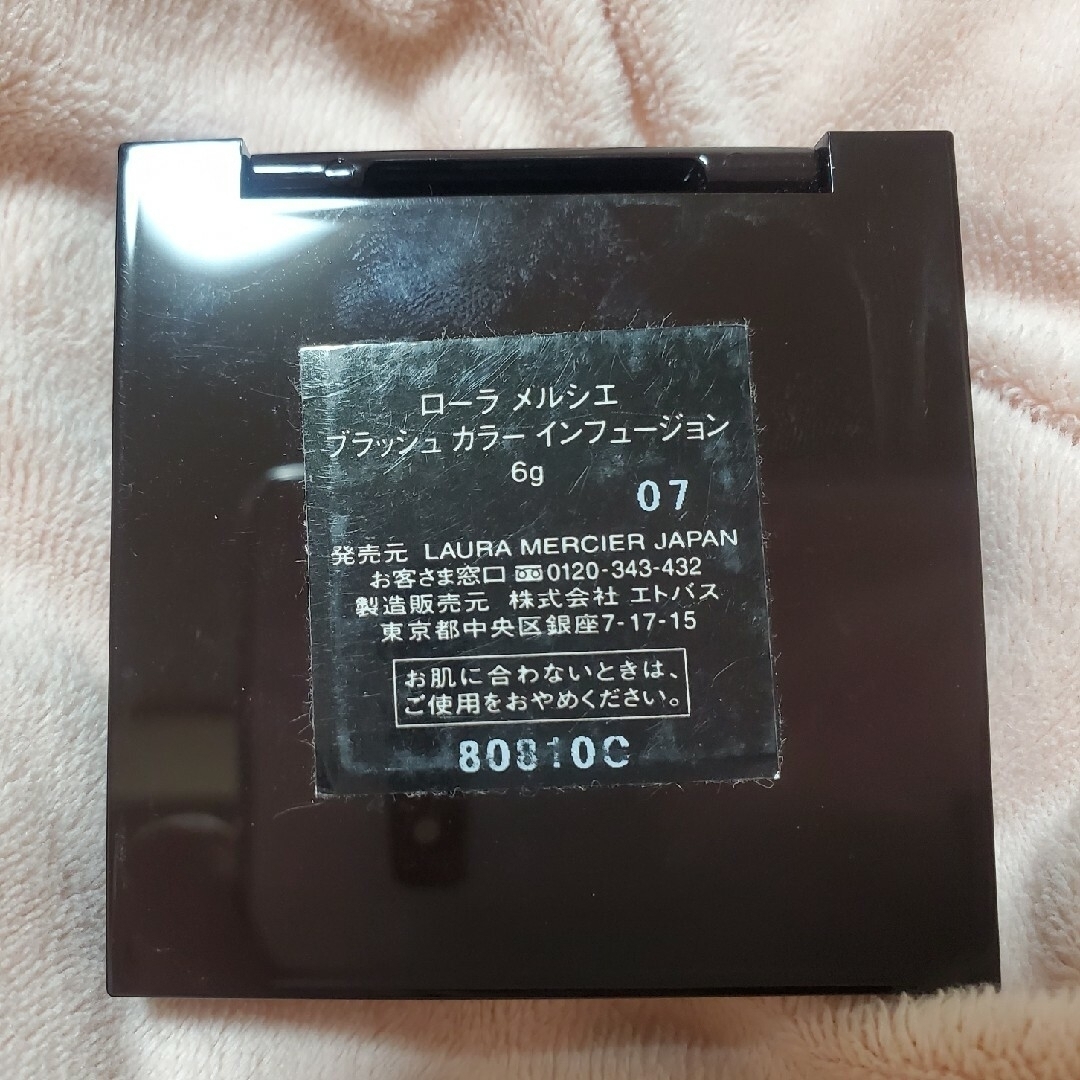 ローラ メルシエ
ブラッシュ カラー インフュージョン
6g
07
発売元 LAURA MERCIER JAPAN
お客さま窓口 0120-343-432
製造販売元 株式会社 エトバス
東京都中央区銀座7-17-15
お肌に合わないときは、
ご使用をおやめください。
80810C